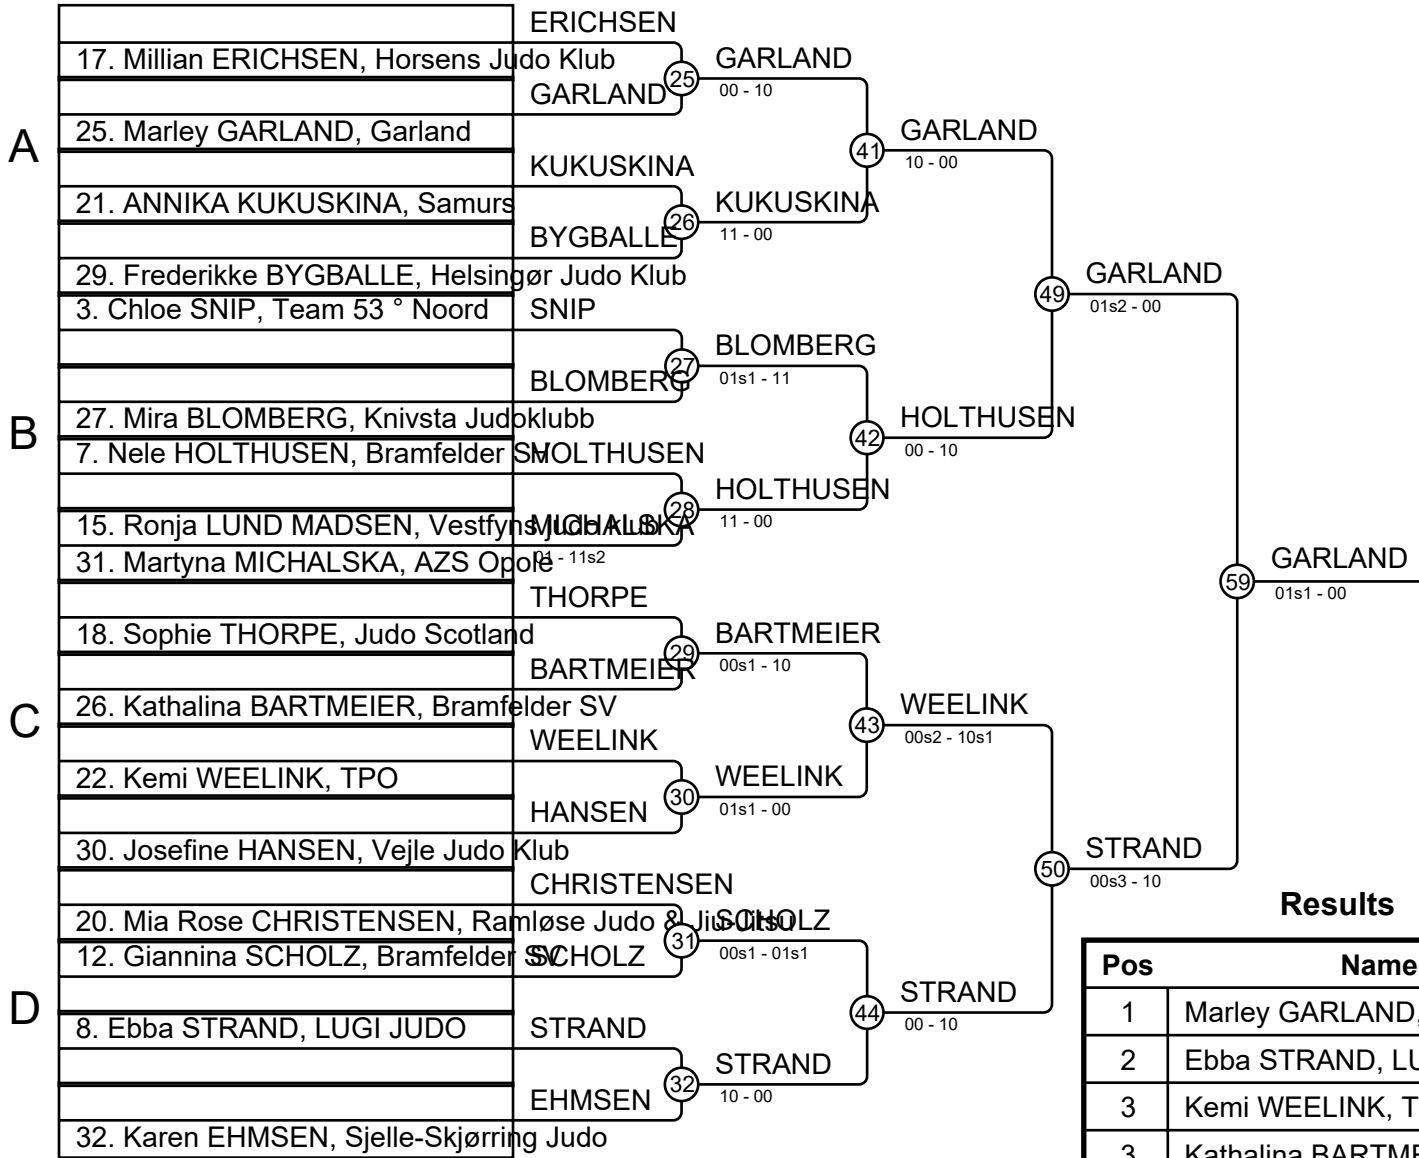 A
B
C
D
17. Millian ERICHSEN, Horsens Judo Klub
25. Marley GARLAND, Garland
21. ANNIKA KUKUSKINA, Samurs
29. Frederikke BYGBALLE, Helsingør Judo Klub
3. Chloe SNIP, Team 53 ° Noord
27. Mira BLOMBERG, Knivsta Judoklubb
7. Nele HOLTHUSEN, Bramfelder SV
15. Ronja LUND MADSEN, Vestfyns judo klub
31. Martyna MICHALSKA, AZS Opole
18. Sophie THORPE, Judo Scotland
26. Kathalina BARTMEIER, Bramfelder SV
22. Kemi WEELINK, TPO
30. Josefine HANSEN, Vejle Judo Klub
20. Mia Rose CHRISTENSEN, Ramløse Judo & Jiu-Jitsu
12. Giannina SCHOLZ, Bramfelder SV
8. Ebba STRAND, LUGI JUDO
32. Karen EHMSEN, Sjelle-Skjørring Judo
ERICHSEN
GARLAND
KUKUSKINA
BYGBALLE
SNIP
BLOMBERG
HOLTHUSEN
MICHALSKA
01 - 11s2
THORPE
BARTMEIER
WEELINK
HANSEN
CHRISTENSEN
SCHOLZ
STRAND
EHMSEN
25
GARLAND
00 - 10
26
KUKUSKINA
11 - 00
27
BLOMBERG
01s1 - 11
28
HOLTHUSEN
11 - 00
29
BARTMEIER
00s1 - 10
30
WEELINK
01s1 - 00
31
SCHOLZ
00s1 - 01s1
32
STRAND
10 - 00
41
GARLAND
10 - 00
42
HOLTHUSEN
00 - 10
43
WEELINK
00s2 - 10s1
44
STRAND
00 - 10
49
GARLAND
01s2 - 00
50
STRAND
00s3 - 10
59
GARLAND
01s1 - 00
Results
Pos Name
1 Marley GARLAND,
2 Ebba STRAND, LU
3 Kemi WEELINK, T
3 Kathalina BARTME